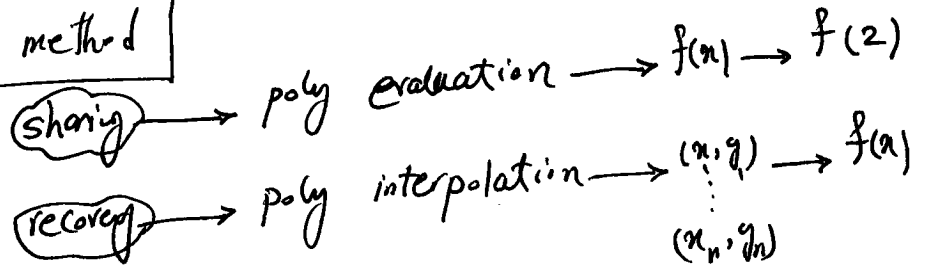 method
sharing → poly evaluation → f(x) → f(2)
recovery → poly interpolation → (x₁, y₁) → f(x)
⋮
(xₙ, yₙ)